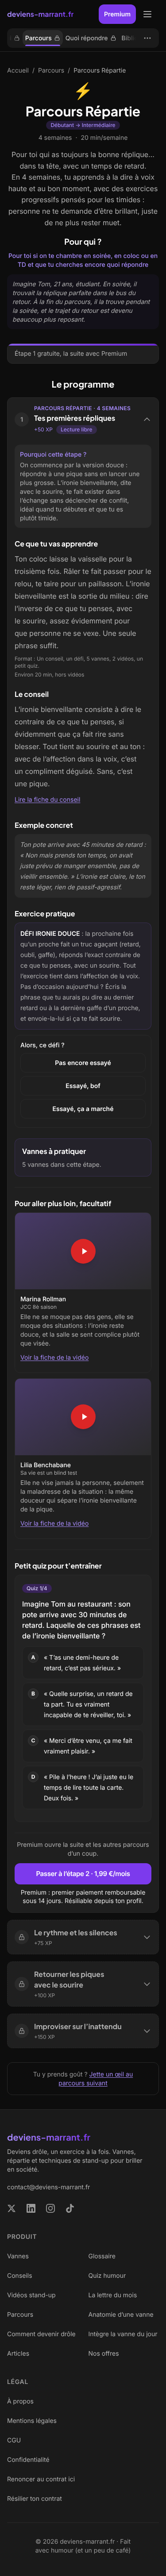 deviens-marrant.fr
Premium
Parcours
Quoi répondre
Accueil / Parcours / Parcours Répartie
Parcours Répartie
Débutant → Intermédiaire
4 semaines · 20 min/semaine
Pour toi qui as toujours la bonne réplique…
dans ta tête, avec un temps de retard.
En 4 semaines, tu prépares, tu passes à
l'oral puis tu improvises : des modules où
personne ne te demande d'être brillant, juste
de ne plus rester muet.
Pour qui ?
Pour toi si on te chambre en soirée, en coloc ou en
TD et que tu cherches encore quoi répondre
Imagine Tom, 21 ans, étudiant. En soirée, il
trouvait la réplique parfaite dans le bus du
retour. À la fin du parcours, il la trouve pendant
la soirée, et le trajet du retour est devenu
beaucoup plus reposant.
Étape 1 gratuite, la suite avec Premium
Le programme
PARCOURS RÉPARTIE · 4 SEMAINES
1
Tes premières répliques
+50 XP
Lecture libre
Pourquoi cette étape ?
On commence par la version douce :
répondre à une pique sans en lancer une
plus grosse. L'ironie bienveillante, dite
avec le sourire, te fait exister dans
l'échange sans déclencher de conflit,
idéal quand tu débutes et que tu es
plutôt timide.
Ce que tu vas apprendre
Ton coloc laisse la vaisselle pour la
troisième fois. Râler te fait passer pour le
relou, te taire pour un paillasson. L'ironie
bienveillante est la sortie du milieu : dire
l'inverse de ce que tu penses, avec
le sourire, assez évidemment pour
que personne ne se vexe. Une seule
phrase suffit.
Format : Un conseil, un défi, 5 vannes, 2 vidéos, un
petit quiz.
Environ 20 min, hors vidéos
Le conseil
L'ironie bienveillante consiste à dire le
contraire de ce que tu penses, si
clairement que ça fait rire sans
blesser. Tout est au sourire et au ton :
avec de l'affection dans la voix, c'est
un compliment déguisé. Sans, c'est
une pique.
Lire la fiche du conseil
Exemple concret
Ton pote arrive avec 45 minutes de retard :
« Non mais prends ton temps, on avait
juste prévu de manger ensemble, pas de
vieillir ensemble. » L'ironie est claire, le ton
reste léger, rien de passif-agressif.
Exercice pratique
DÉFI IRONIE DOUCE : la prochaine fois
qu'un proche fait un truc agaçant (retard,
oubli, dixième story de son chat, mauvaise
foi de gamer), réponds exactement le contraire
de ce que tu penses, avec un sourire. Tout
l'exercice tient dans l'affection de la voix.
Pas d'occasion aujourd'hui ? Écris la
phrase que tu aurais pu dire au dernier
retard ou à la dernière gaffe d'un proche,
et envoie-la-lui si ça te fait sourire.
Alors, ce défi ?
Pas encore essayé
Essayé, bof
Essayé, ça a marché
Vannes à pratiquer
5 vannes dans cette étape.
Pour aller plus loin, facultatif
Marina Rollman
JCC 8è saison
Elle ne se moque pas des gens, elle se
moque des situations : l'ironie reste
douce, et la salle se sent complice plutôt
que visée.
Voir la fiche de la vidéo
Lilia Benchabane
Sa vie est un blind test
Elle ne vise jamais la personne, seulement
la maladresse de la situation : la même
douceur qui sépare l'ironie bienveillante
de la pique.
Voir la fiche de la vidéo
Petit quiz pour t'entraîner
Quiz 1/4
Imagine Tom au restaurant : son
pote arrive avec 30 minutes de
retard. Laquelle de ces phrases est
de l'ironie bienveillante ?
A
« T'as une demi-heure de
retard, c'est pas sérieux. »
B
« Quelle surprise, un retard de
ta part. Tu es vraiment
incapable de te réveiller, toi. »
C
« Merci d'être venu, ça me fait
vraiment plaisir. »
D
« Pile à l'heure ! J'ai juste eu le
temps de lire toute la carte.
Deux fois. »
Premium ouvre la suite et les autres parcours
d'un coup.
Passer à l'étape 2 · 1,99 €/mois
Premium : premier paiement remboursable
sous 14 jours. Résiliable depuis ton profil.
Le rythme et les silences
+75 XP
Retourner les piques
avec le sourire
+100 XP
Improviser sur l'inattendu
+150 XP
Tu y prends goût ? Jette un œil au
parcours suivant
deviens-marrant.fr
Deviens drôle, un exercice à la fois. Vannes,
répartie et techniques de stand-up pour briller
en société.
contact@deviens-marrant.fr
PRODUIT
Vannes
Glossaire
Conseils
Quiz humour
Vidéos stand-up
La lettre du mois
Parcours
Anatomie d'une vanne
Comment devenir drôle
Intègre la vanne du jour
Articles
Nos offres
LÉGAL
À propos
Mentions légales
CGU
Confidentialité
Renoncer au contrat ici
Résilier ton contrat
© 2026 deviens-marrant.fr · Fait
avec humour (et un peu de café)